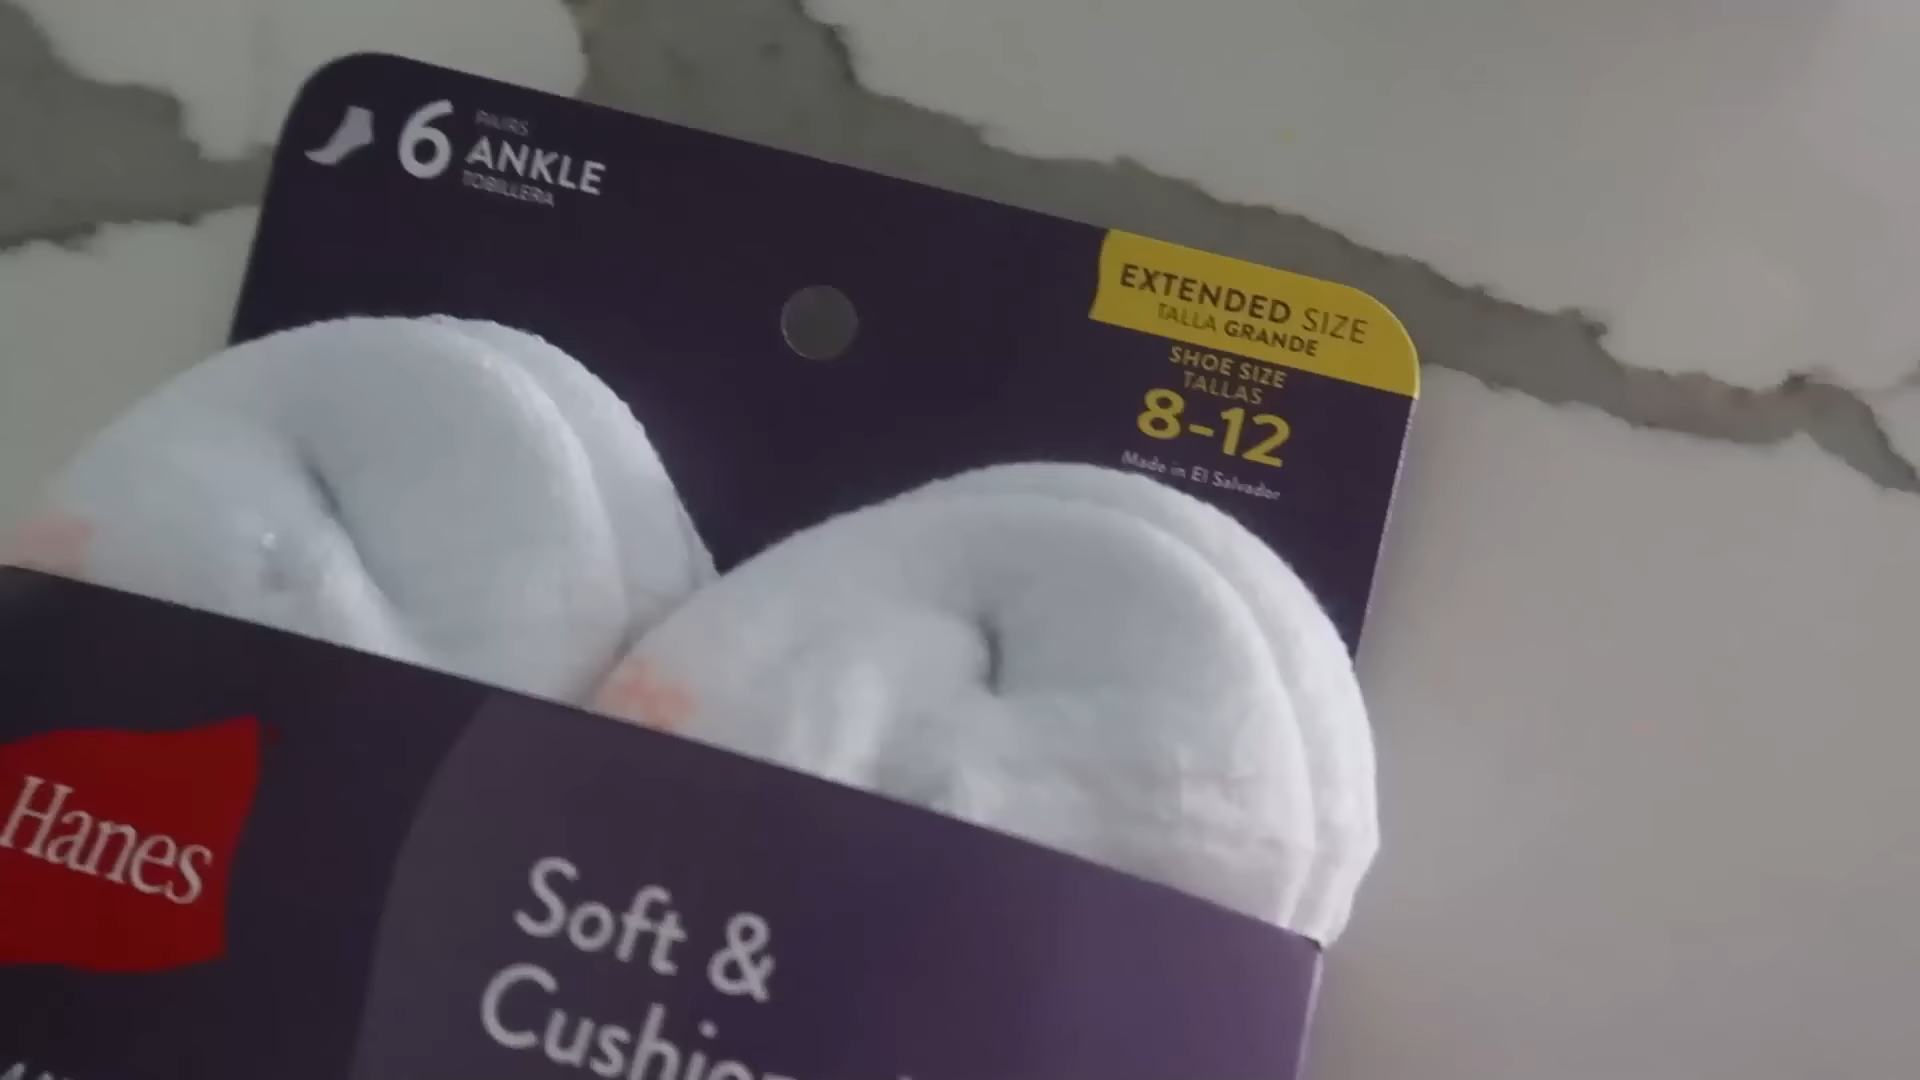 6 PAIRS
ANKLE
TOBILLERA
EXTENDED SIZE
TALLA GRANDE
SHOE SIZE
TALLAS
8-12
Made in El Salvador
Hanes
Soft &